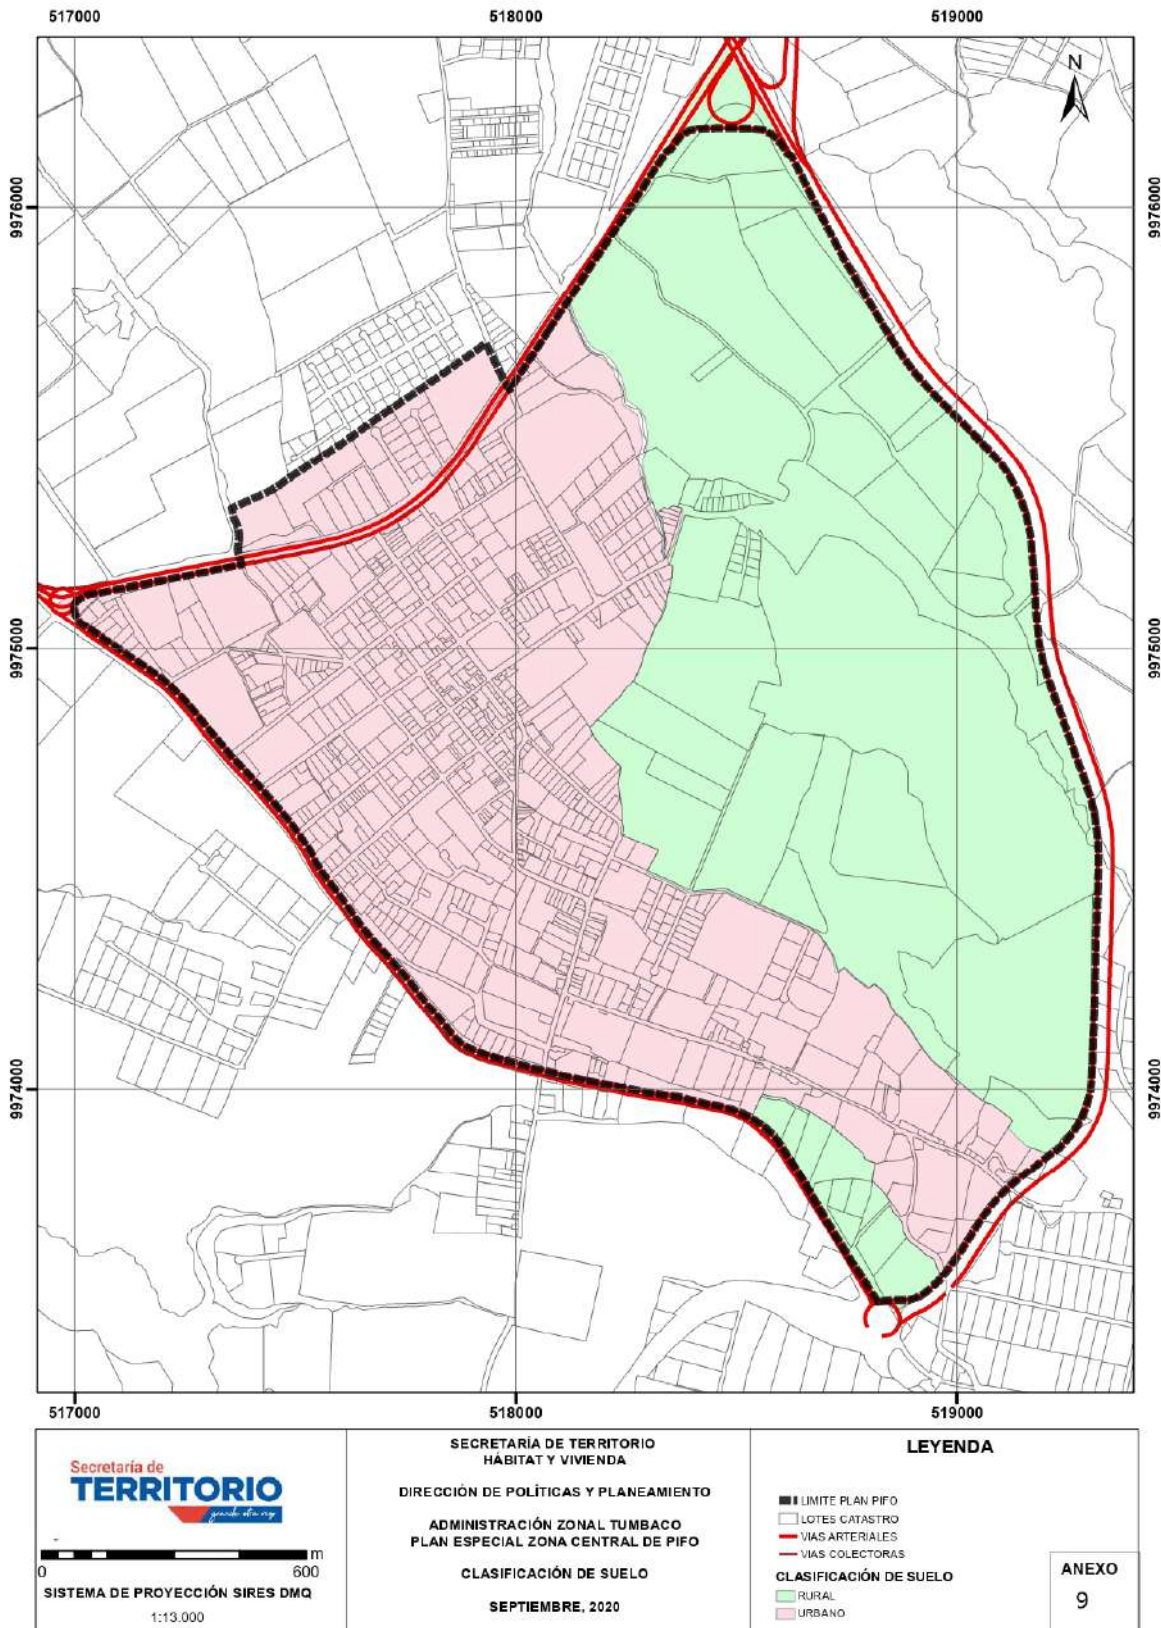 517000
518000
519000
N
9976000
9976000
9975000
9975000
9974000
9974000
517000
518000
519000
Secretaría de
TERRITORIO
grande otra vez
0
600
m
SISTEMA DE PROYECCIÓN SIRES DMQ
1:13.000
SECRETARÍA DE TERRITORIO
HÁBITAT Y VIVIENDA
DIRECCIÓN DE POLÍTICAS Y PLANEAMIENTO
ADMINISTRACIÓN ZONAL TUMBACO
PLAN ESPECIAL ZONA CENTRAL DE PIFO
CLASIFICACIÓN DE SUELO
SEPTIEMBRE, 2020
LEYENDA
LIMITE PLAN PIFO
LOTES CATASTRO
VIAS ARTERIALES
VIAS COLECTORAS
CLASIFICACIÓN DE SUELO
RURAL
URBANO
ANEXO
9